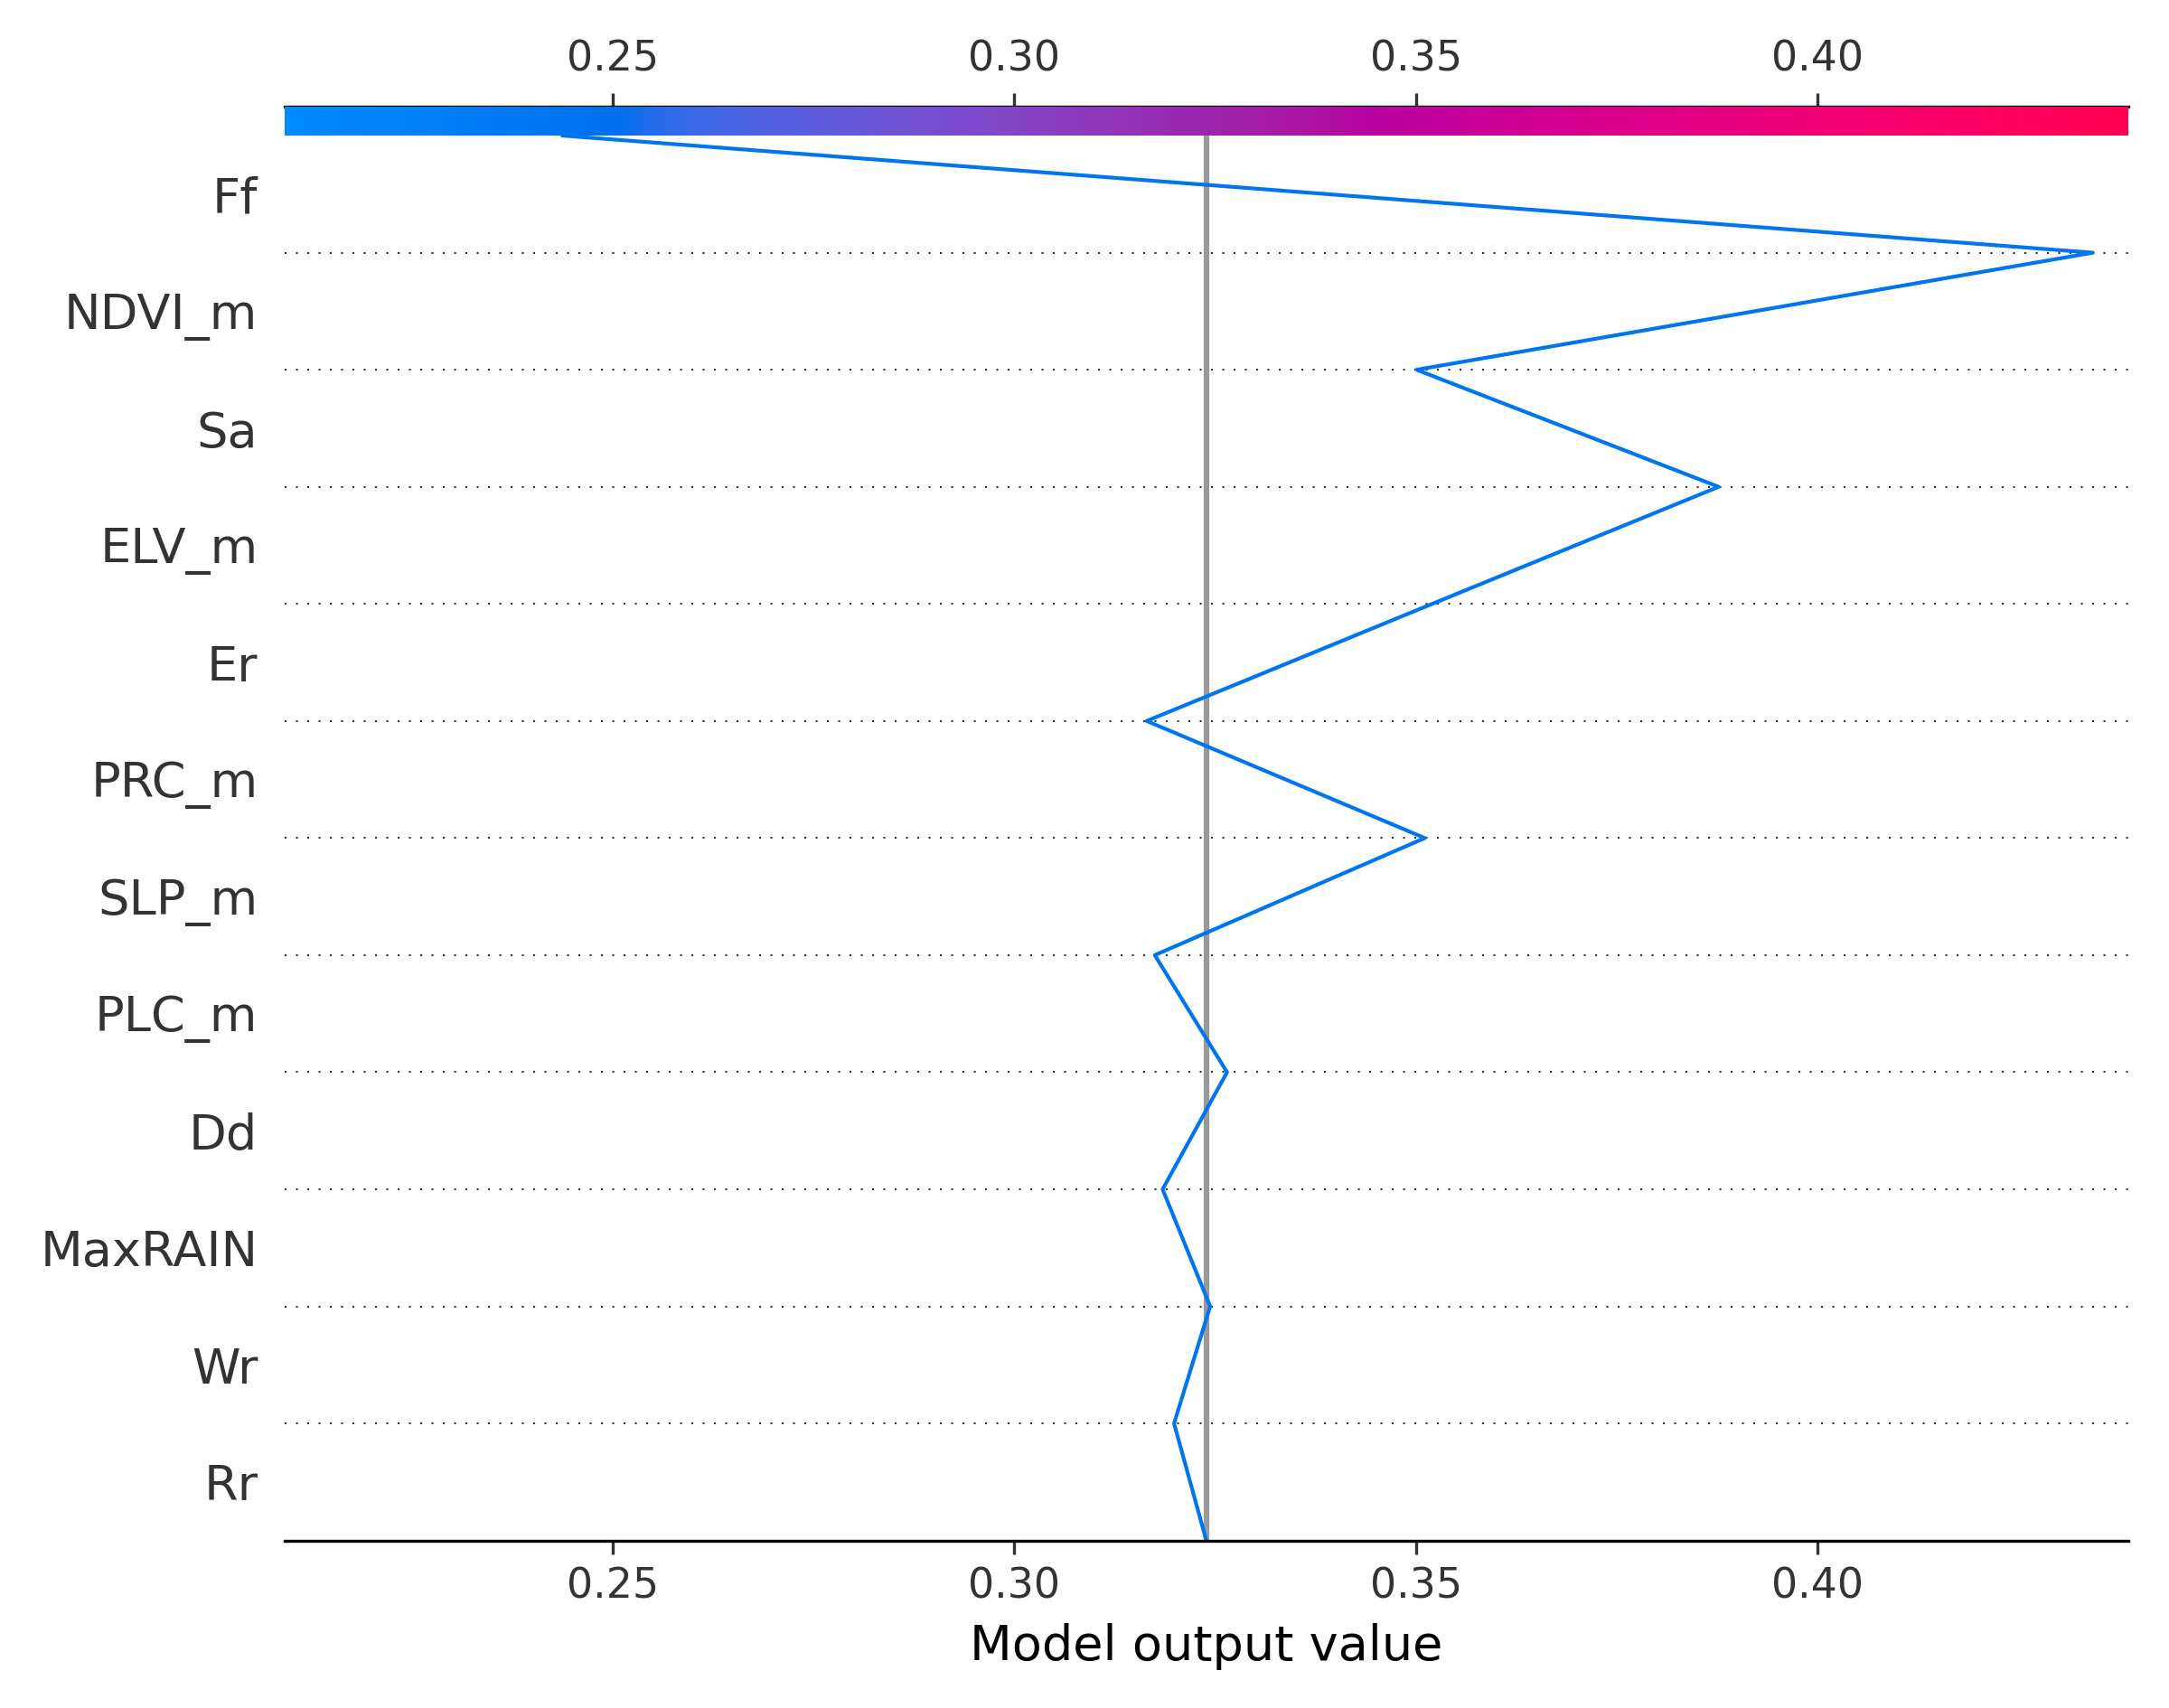 0.25 0.30 0.35 0.40
Ff
NDVI_m
Sa
ELV_m
Er
PRC_m
SLP_m
PLC_m
Dd
MaxRAIN
Wr
Rr
0.25 0.30 0.35 0.40
Model output value